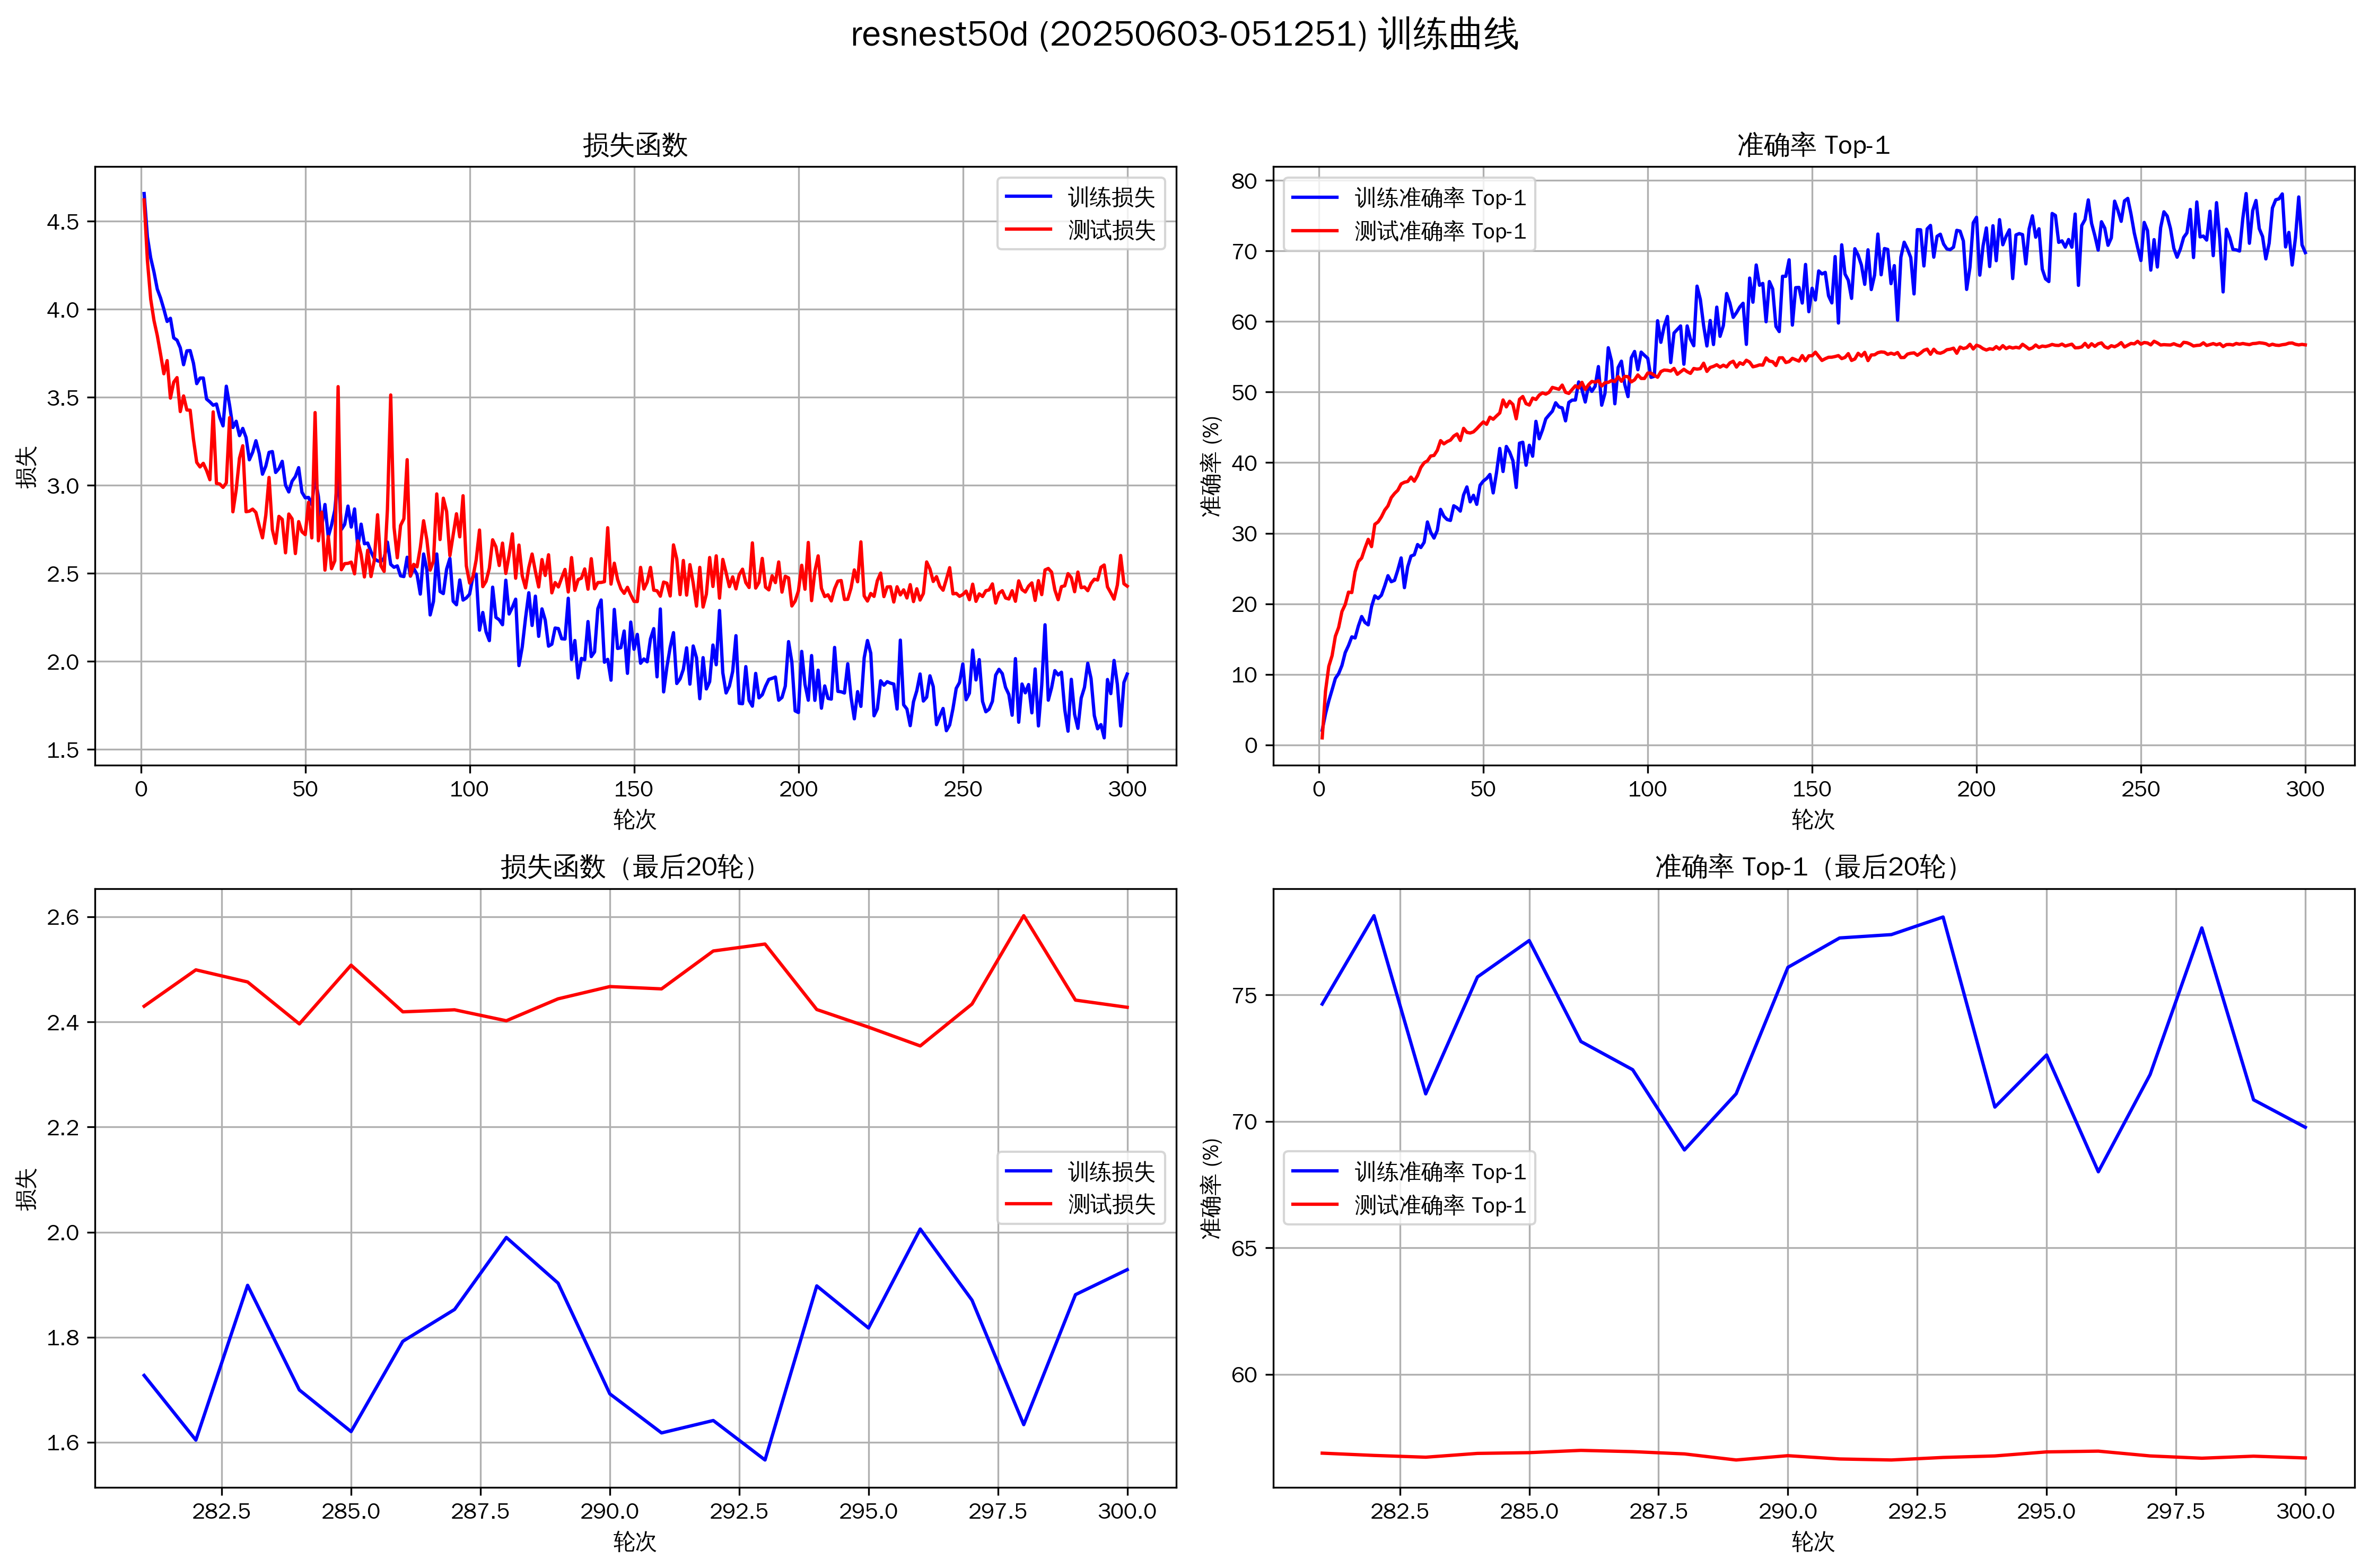 resnest50d (20250603-051251) 训练曲线
损失函数
训练损失
测试损失
4.5
4.0
3.5
3.0
2.5
2.0
1.5
损失
0 50 100 150 200 250 300
轮次
准确率 Top-1
训练准确率 Top-1
测试准确率 Top-1
80
70
60
50
40
30
20
10
0
准确率 (%)
0 50 100 150 200 250 300
轮次
损失函数（最后20轮）
2.6
2.4
2.2
2.0
1.8
1.6
损失
训练损失
测试损失
282.5 285.0 287.5 290.0 292.5 295.0 297.5 300.0
轮次
准确率 Top-1（最后20轮）
75
70
65
60
准确率 (%)
训练准确率 Top-1
测试准确率 Top-1
282.5 285.0 287.5 290.0 292.5 295.0 297.5 300.0
轮次